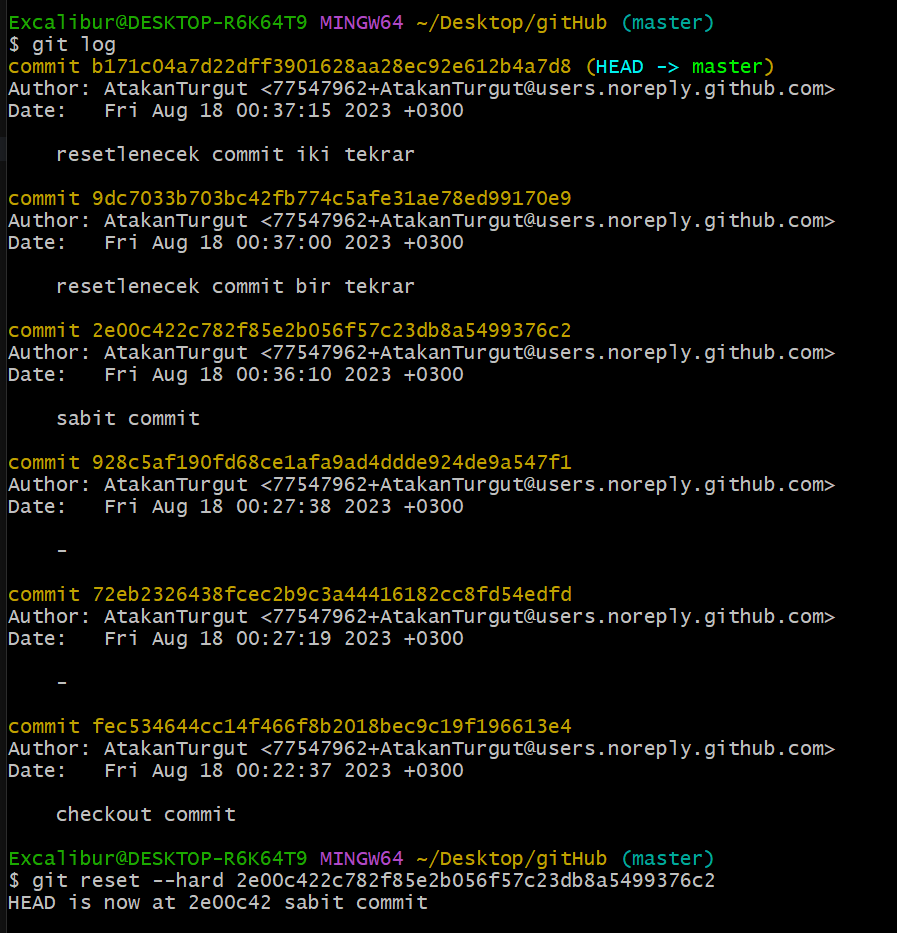 Excalibur@DESKTOP-R6K64T9 MINGW64 ~/Desktop/gitHub (master)
$ git log
commit b171c04a7d22dff3901628aa28ec92e612b4a7d8 (HEAD -> master)
Author: AtakanTurgut <77547962+AtakanTurgut@users.noreply.github.com>
Date:   Fri Aug 18 00:37:15 2023 +0300
    resetlenecek commit iki tekrar
commit 9dc7033b703bc42fb774c5afe31ae78ed99170e9
Author: AtakanTurgut <77547962+AtakanTurgut@users.noreply.github.com>
Date:   Fri Aug 18 00:37:00 2023 +0300
    resetlenecek commit bir tekrar
commit 2e00c422c782f85e2b056f57c23db8a5499376c2
Author: AtakanTurgut <77547962+AtakanTurgut@users.noreply.github.com>
Date:   Fri Aug 18 00:36:10 2023 +0300
    sabit commit
commit 928c5af190fd68ce1afa9ad4ddde924de9a547f1
Author: AtakanTurgut <77547962+AtakanTurgut@users.noreply.github.com>
Date:   Fri Aug 18 00:27:38 2023 +0300
    -
commit 72eb2326438fcec2b9c3a44416182cc8fd54edfd
Author: AtakanTurgut <77547962+AtakanTurgut@users.noreply.github.com>
Date:   Fri Aug 18 00:27:19 2023 +0300
    -
commit fec534644cc14f466f8b2018bec9c19f196613e4
Author: AtakanTurgut <77547962+AtakanTurgut@users.noreply.github.com>
Date:   Fri Aug 18 00:22:37 2023 +0300
    checkout commit
Excalibur@DESKTOP-R6K64T9 MINGW64 ~/Desktop/gitHub (master)
$ git reset --hard 2e00c422c782f85e2b056f57c23db8a5499376c2
HEAD is now at 2e00c42 sabit commit